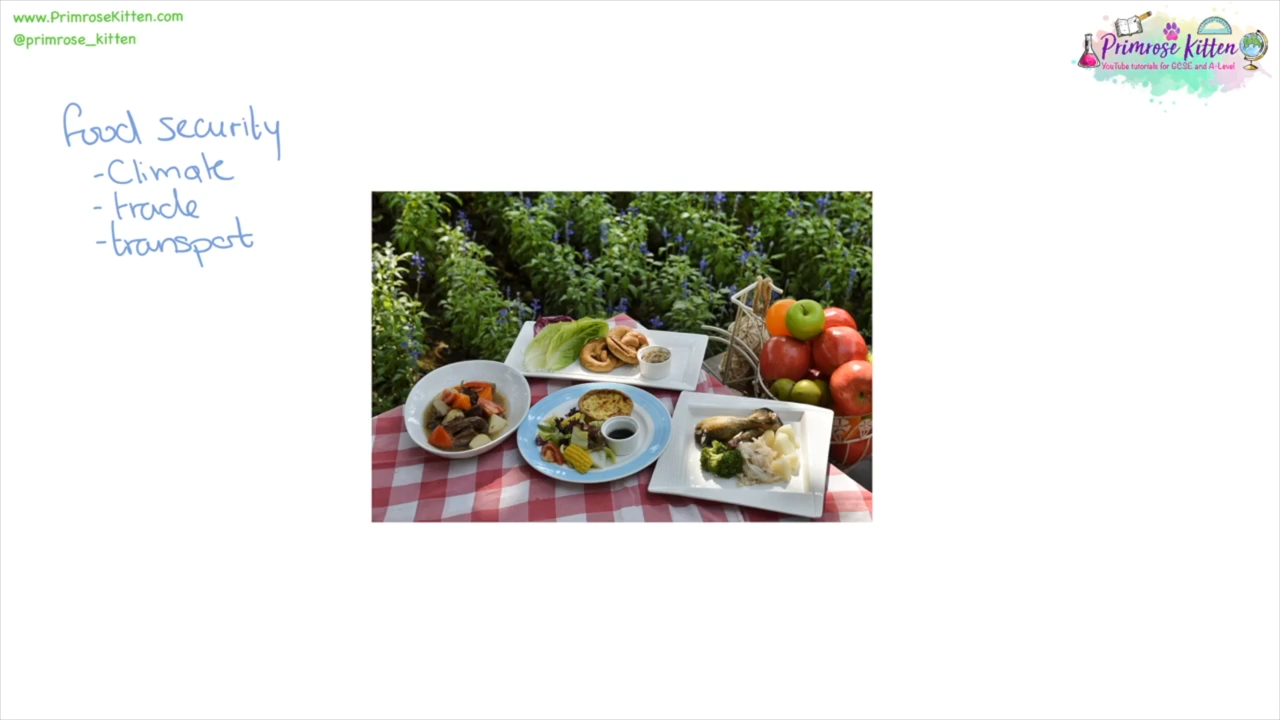 www.PrimroseKitten.com
@primrose_kitten
Primrose Kitten
YouTube tutorials for GCSE and A-Level
food security
-Climate
-trade
-transport